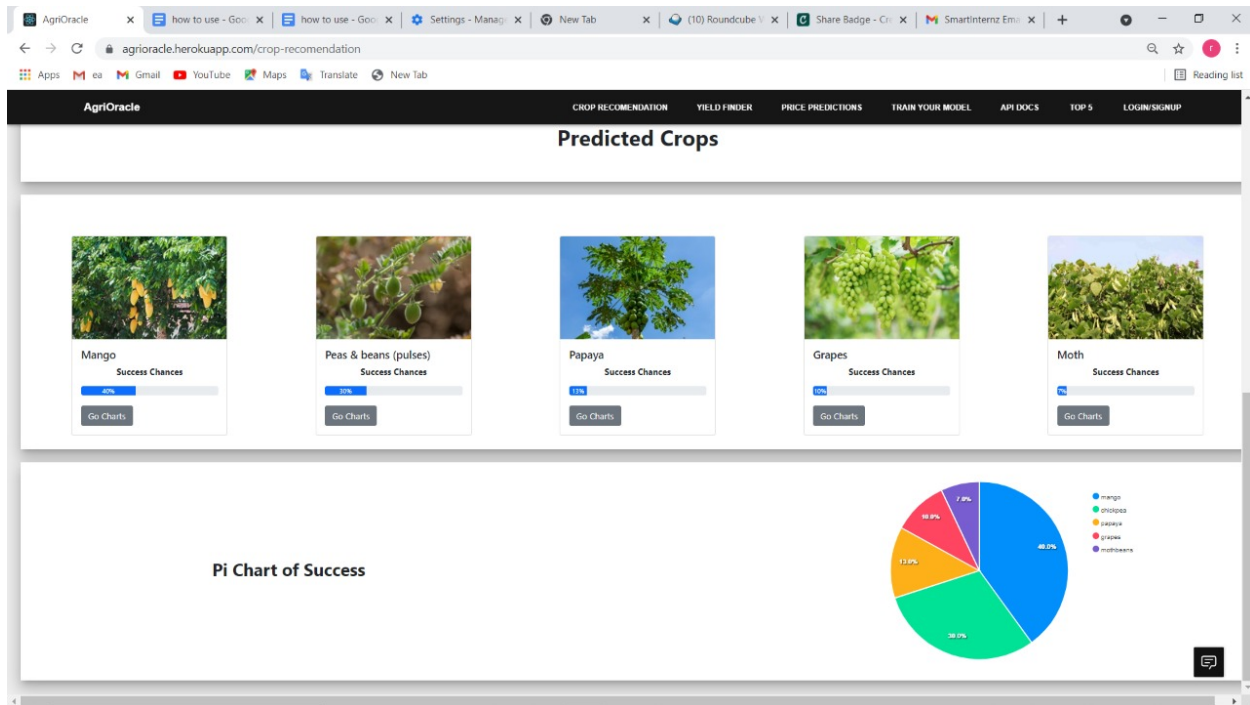 AgriOracle
how to use - Goo
how to use - Goo
Settings - Manag
New Tab
(10) Roundcube
Share Badge - Cre
SmartInternz Ema
agrioracle.herokuapp.com/crop-recomendation
Apps ea Gmail YouTube Maps Translate New Tab Reading list
AgriOracle CROP RECOMENDATION YIELD FINDER PRICE PREDICTIONS TRAIN YOUR MODEL API DOCS TOP 5 LOGIN/SIGNUP
Predicted Crops
Mango
Success Chances
40%
Go Charts
Peas & beans (pulses)
Success Chances
30%
Go Charts
Papaya
Success Chances
13%
Go Charts
Grapes
Success Chances
10%
Go Charts
Moth
Success Chances
7%
Go Charts
Pi Chart of Success
7.0%
10.0%
40.0%
13.0%
30.0%
mango
chickpea
papaya
grapes
mothbeans